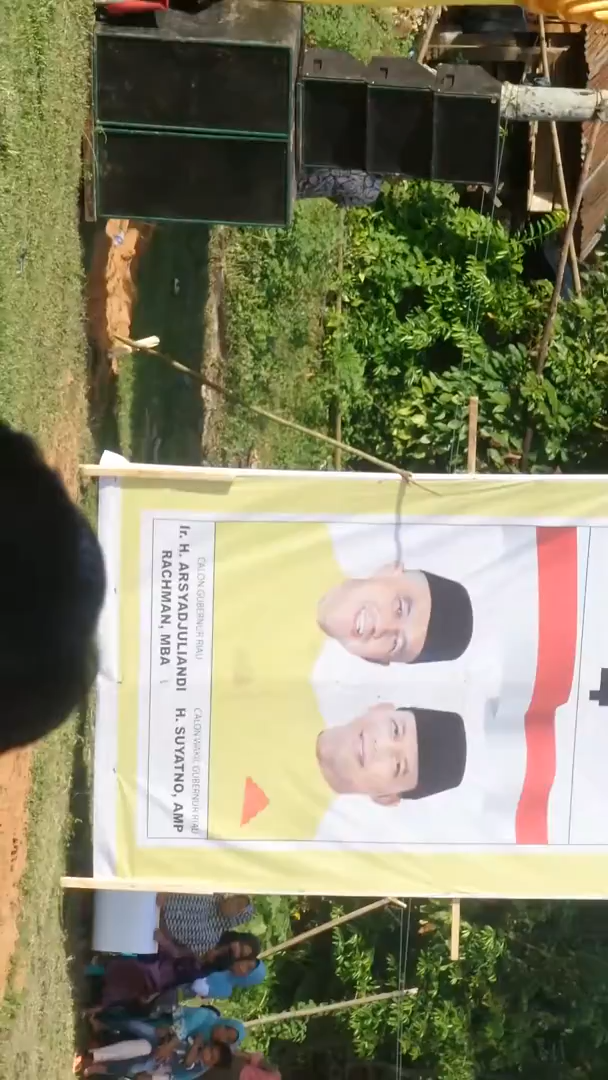 CALON GUBERNUR RIAU
Ir. H. ARSYADJULIANDI
RACHMAN, MBA
CALON WAKIL GUBERNUR RIAU
H. SUYATNO, AMP